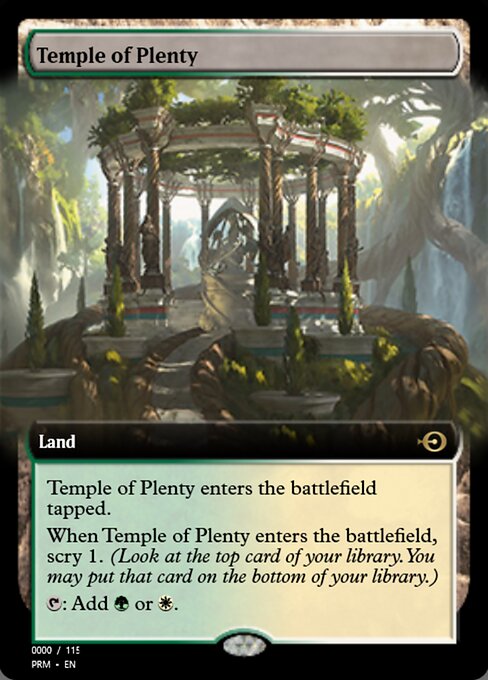 Temple of Plenty
Land
Temple of Plenty enters the battlefield
tapped.
When Temple of Plenty enters the battlefield,
scry 1. (Look at the top card of your library. You
may put that card on the bottom of your library.)
: Add or .
0000 / 115
PRM • EN